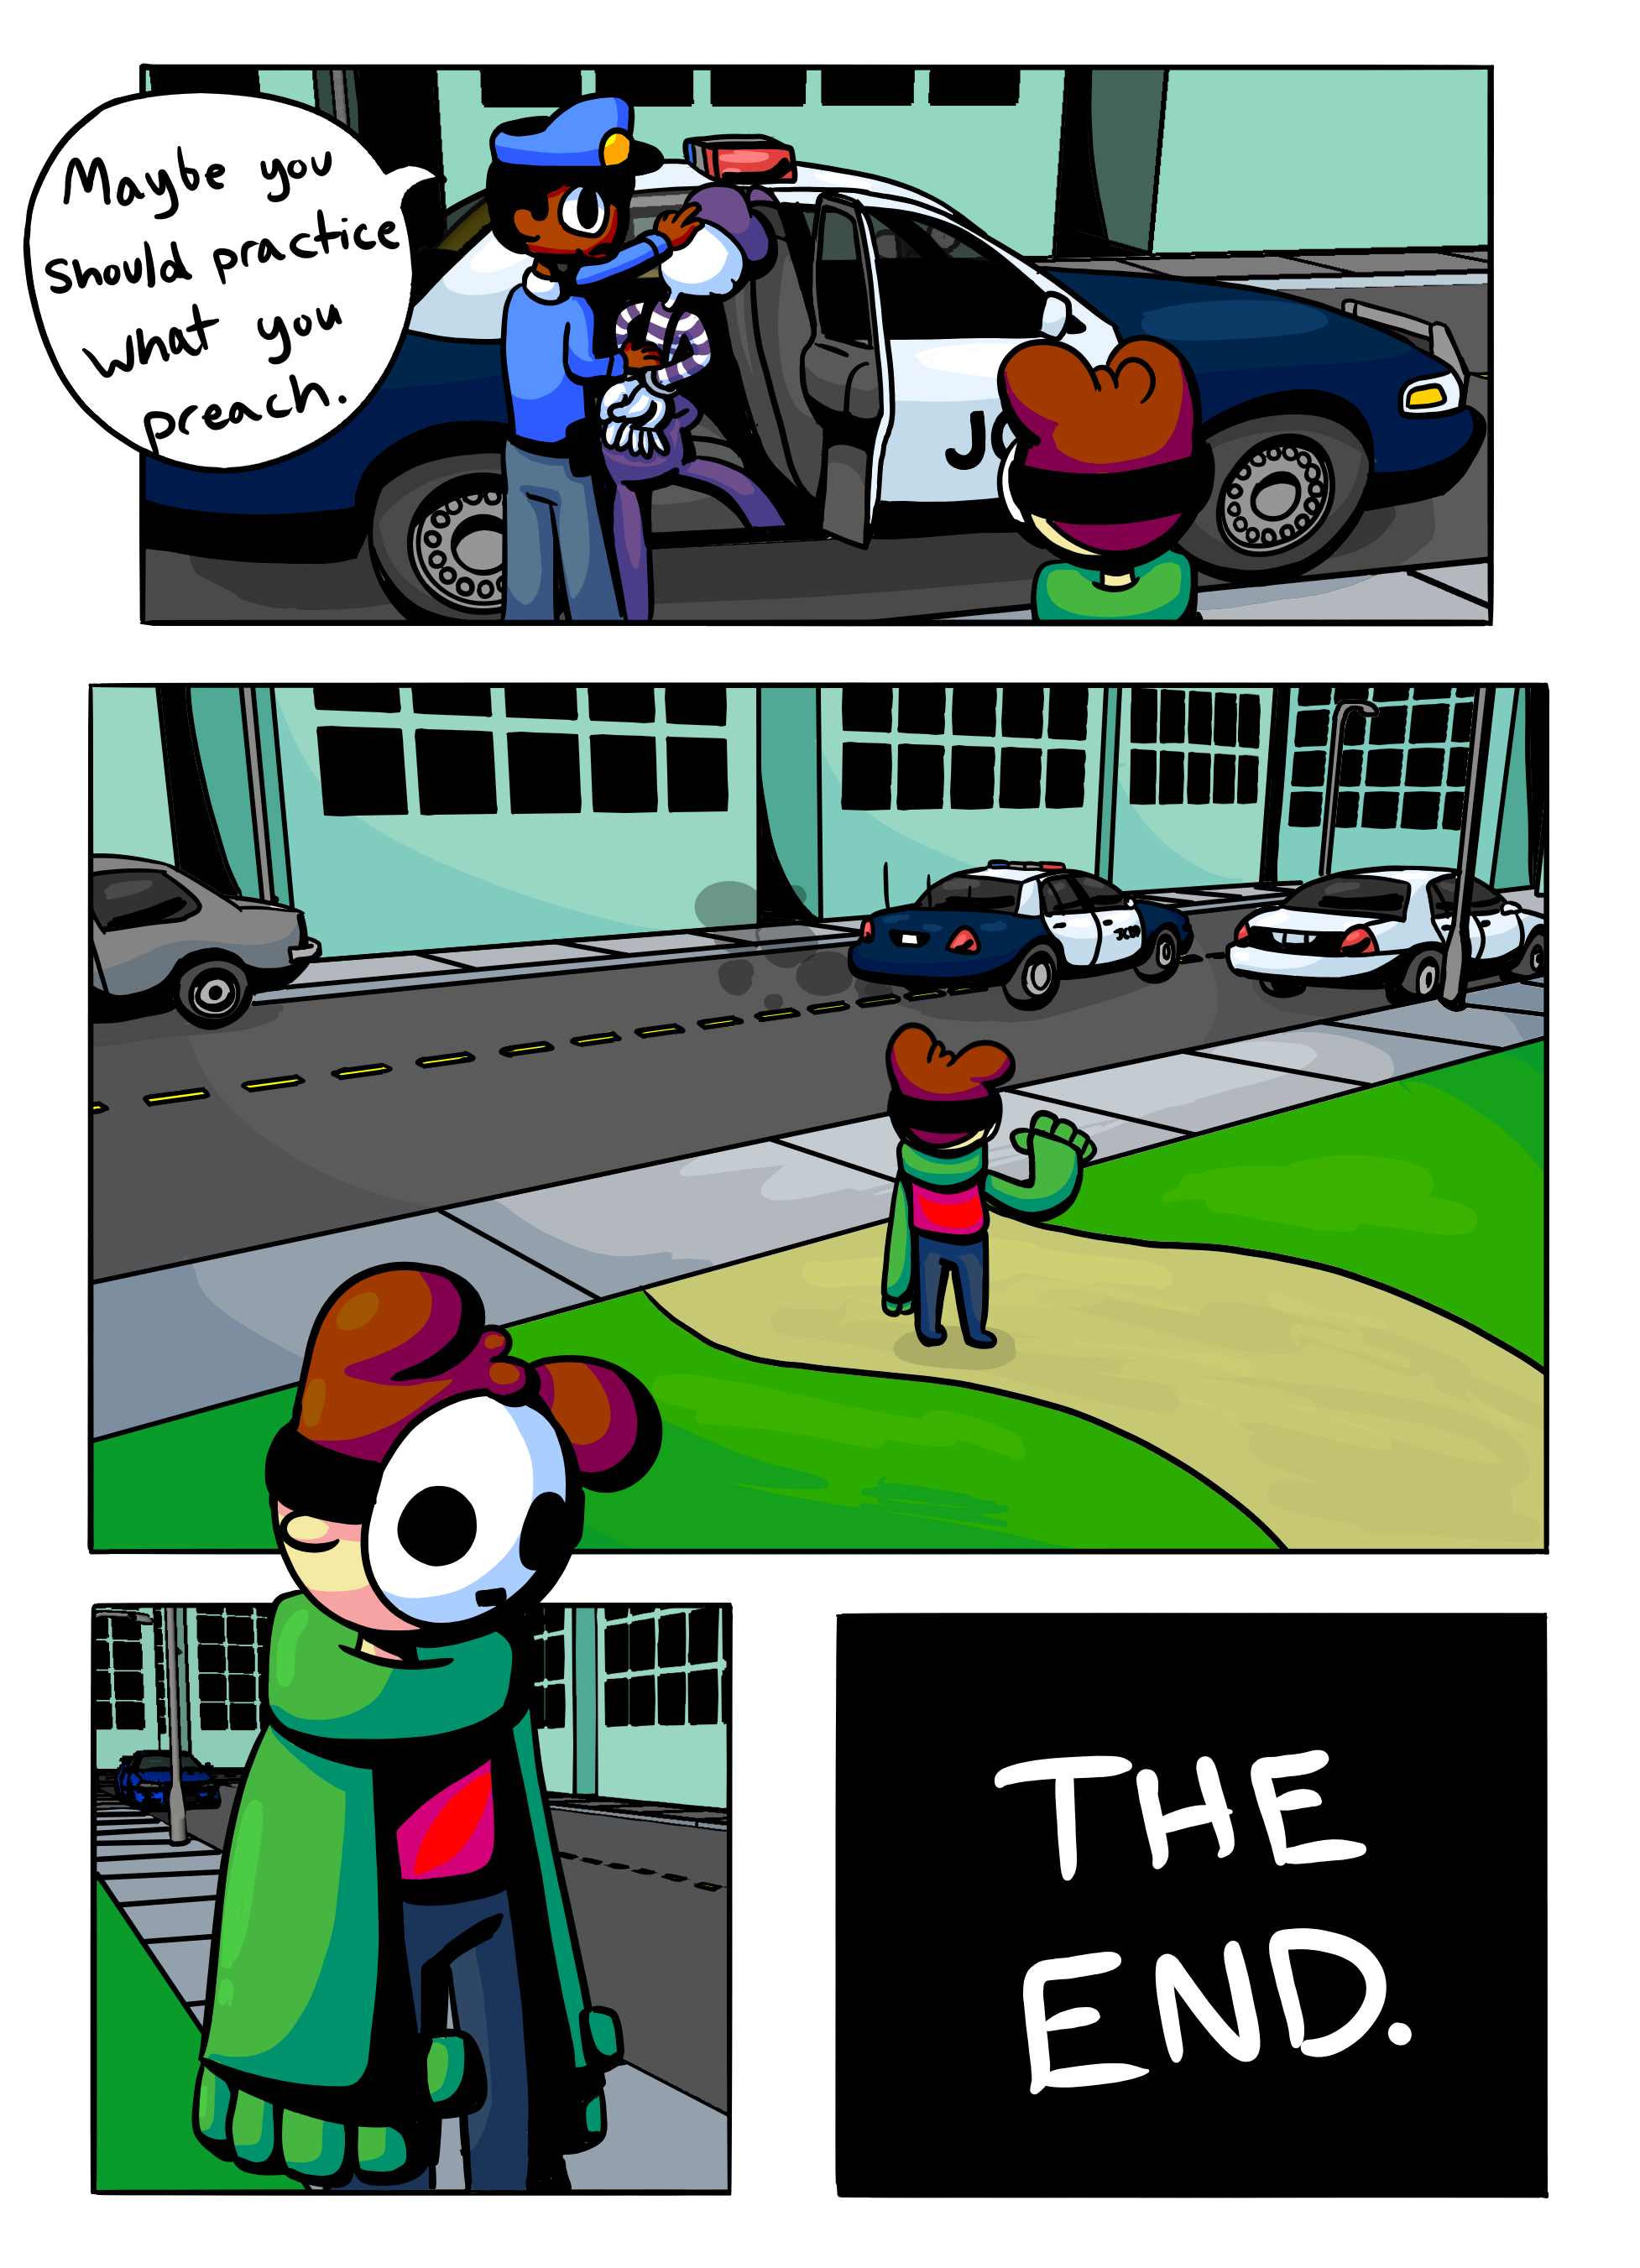 Maybe you
should practice
what you
preach.
J
THE
END.